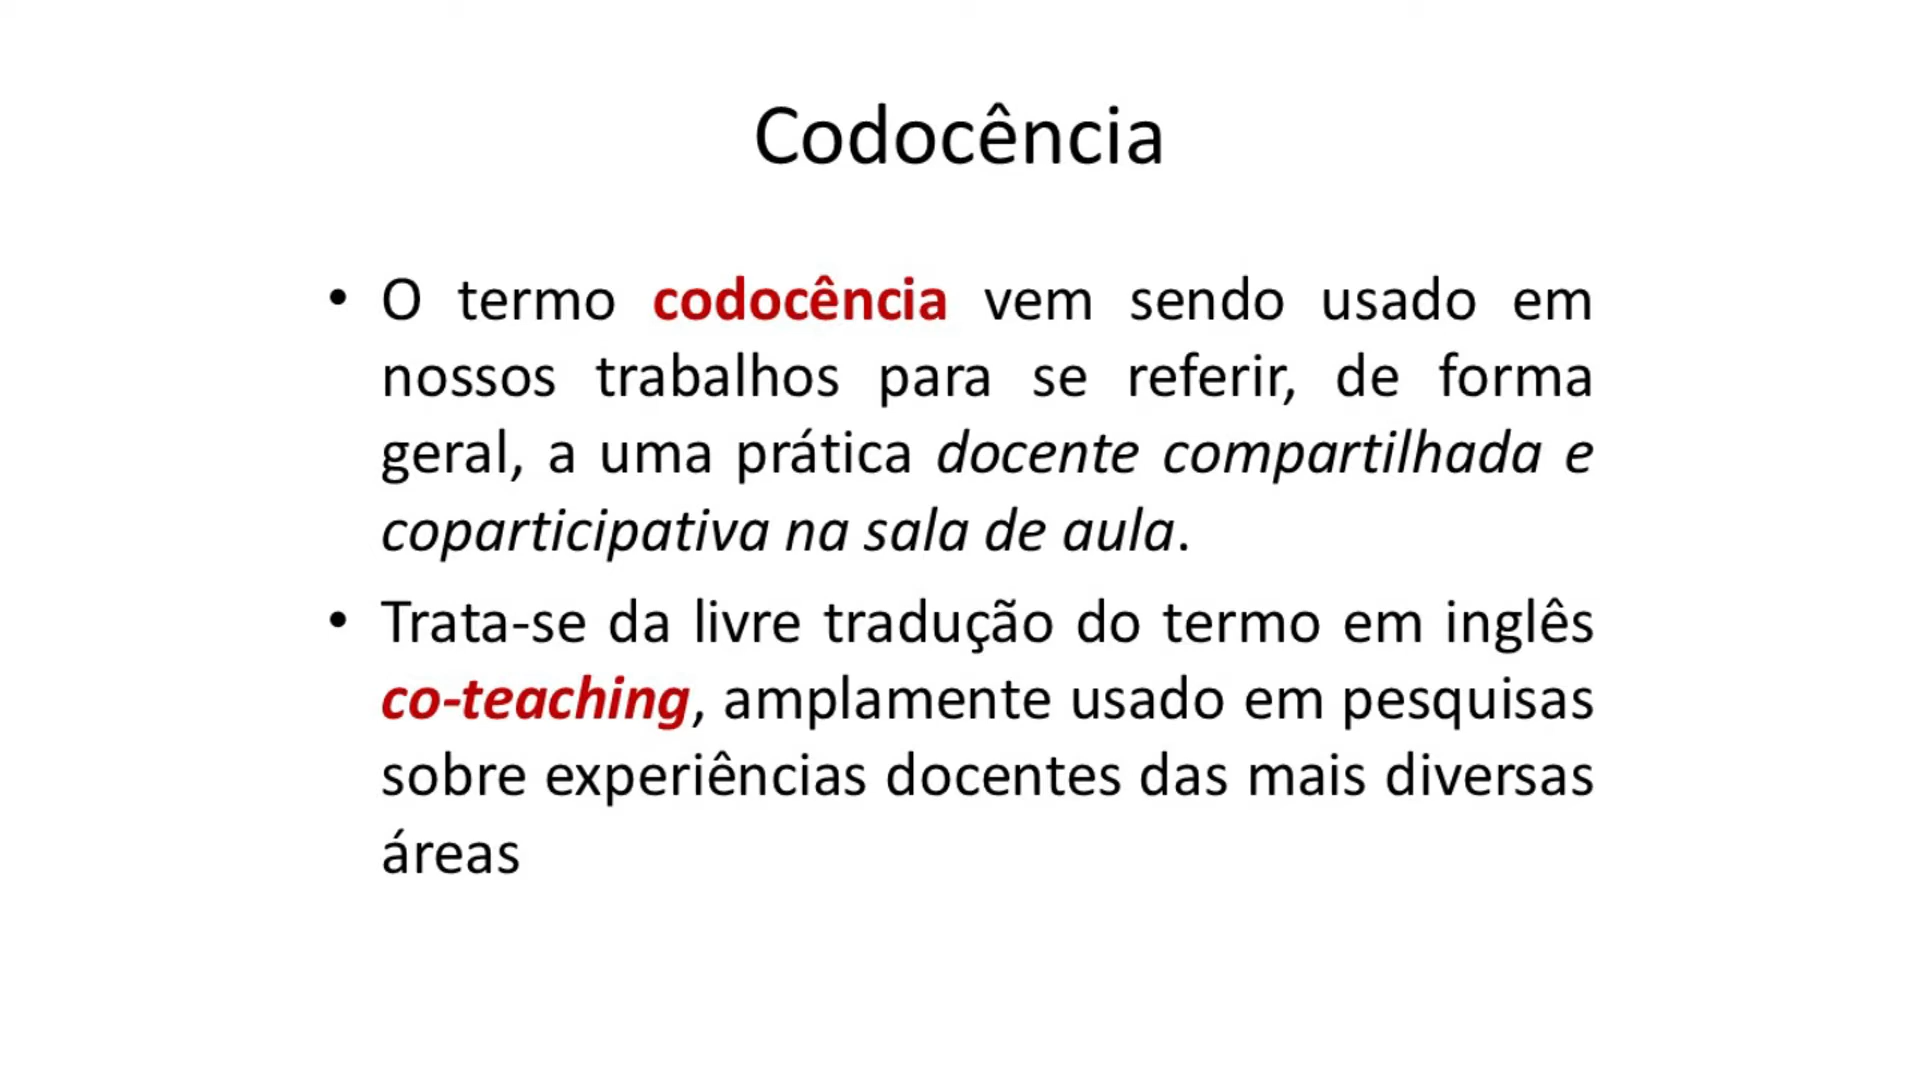 Codocência
• O termo codocência vem sendo usado em
nossos trabalhos para se referir, de forma
geral, a uma prática docente compartilhada e
coparticipativa na sala de aula.
• Trata-se da livre tradução do termo em inglês
co-teaching, amplamente usado em pesquisas
sobre experiências docentes das mais diversas
áreas